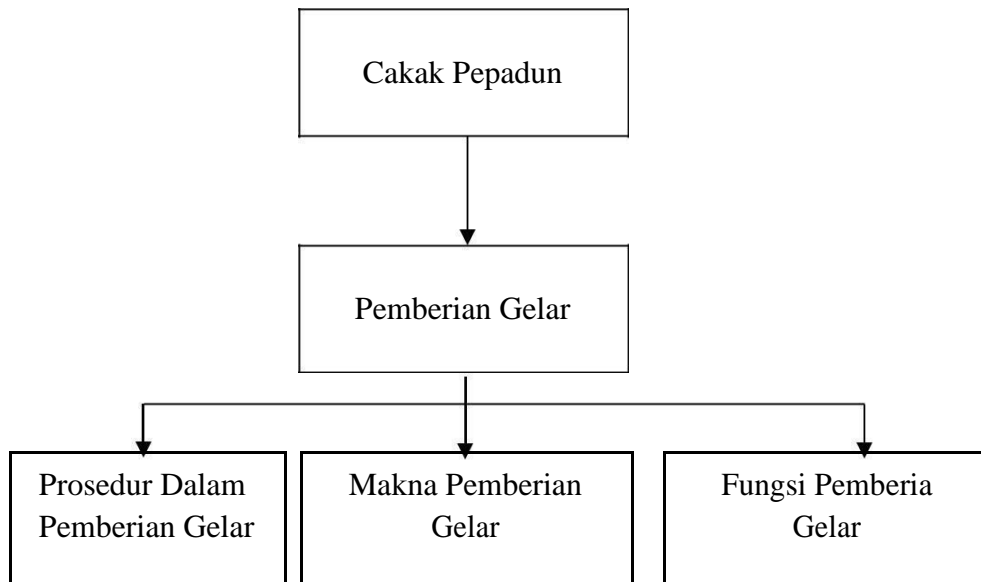 Cakak Pepadun
Pemberian Gelar
Prosedur Dalam
Pemberian Gelar
Makna Pemberian
Gelar
Fungsi Pemberia
Gelar